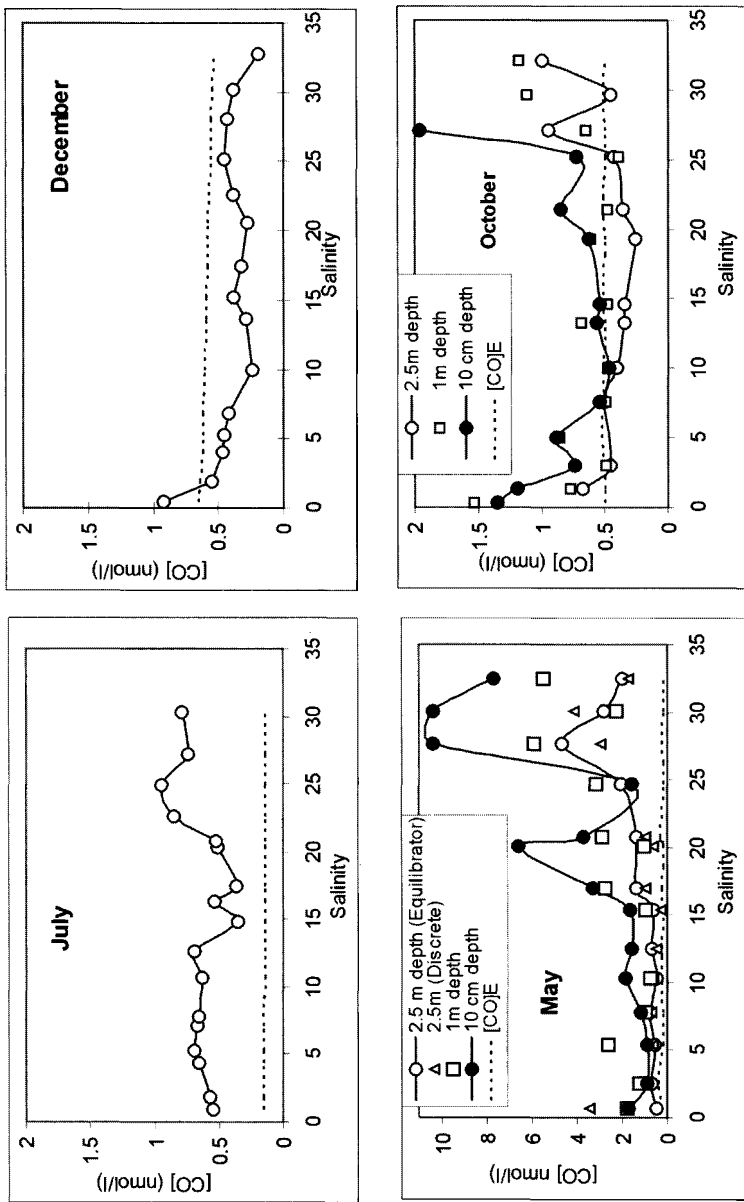 July
[CO] (nmol/l)
2
1.5
1
0.5
0
0 5 10 15 20 25 30 35
Salinity
December
[CO] (nmol/l)
2
1.5
1
0.5
0
0 5 10 15 20 25 30 35
Salinity
May
2.5 m depth (Equilibrator)
2.5m (Discrete)
1m depth
10 cm depth
[CO]E
[CO] nmol/l)
10
8
6
4
2
0
0 5 10 15 20 25 30 35
Salinity
October
2.5m depth
1m depth
10 cm depth
[CO]E
[CO] (nmol/l)
2
1.5
1
0.5
0
0 5 10 15 20 25 30 35
Salinity